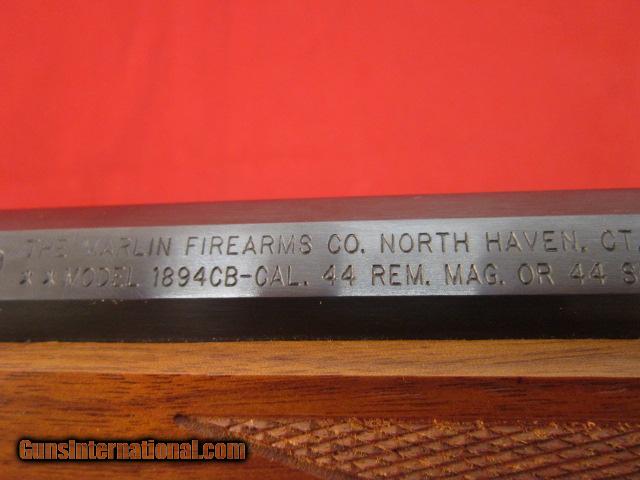 THE MARLIN FIREARMS CO. NORTH HAVEN, CT.
** MODEL 1894CB-CAL. 44 REM. MAG. OR 44 S
GunsInternational.com